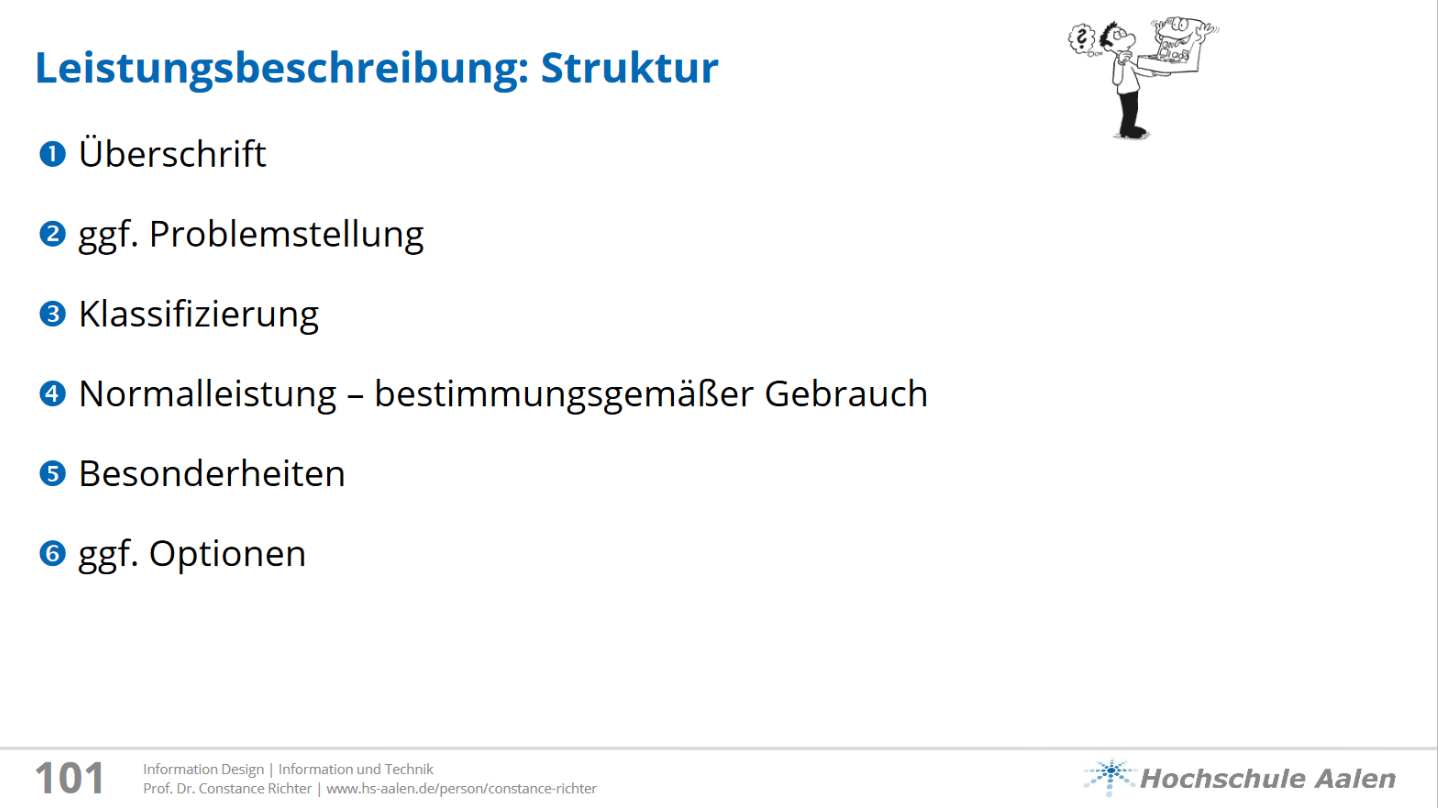 Leistungsbeschreibung: Struktur
?
❶ Überschrift
❷ ggf. Problemstellung
❸ Klassifizierung
❹ Normalleistung – bestimmungsgemäßer Gebrauch
❺ Besonderheiten
❻ ggf. Optionen
101
Information Design | Information und Technik
Prof. Dr. Constance Richter | www.hs-aalen.de/person/constance-richter
Hochschule Aalen